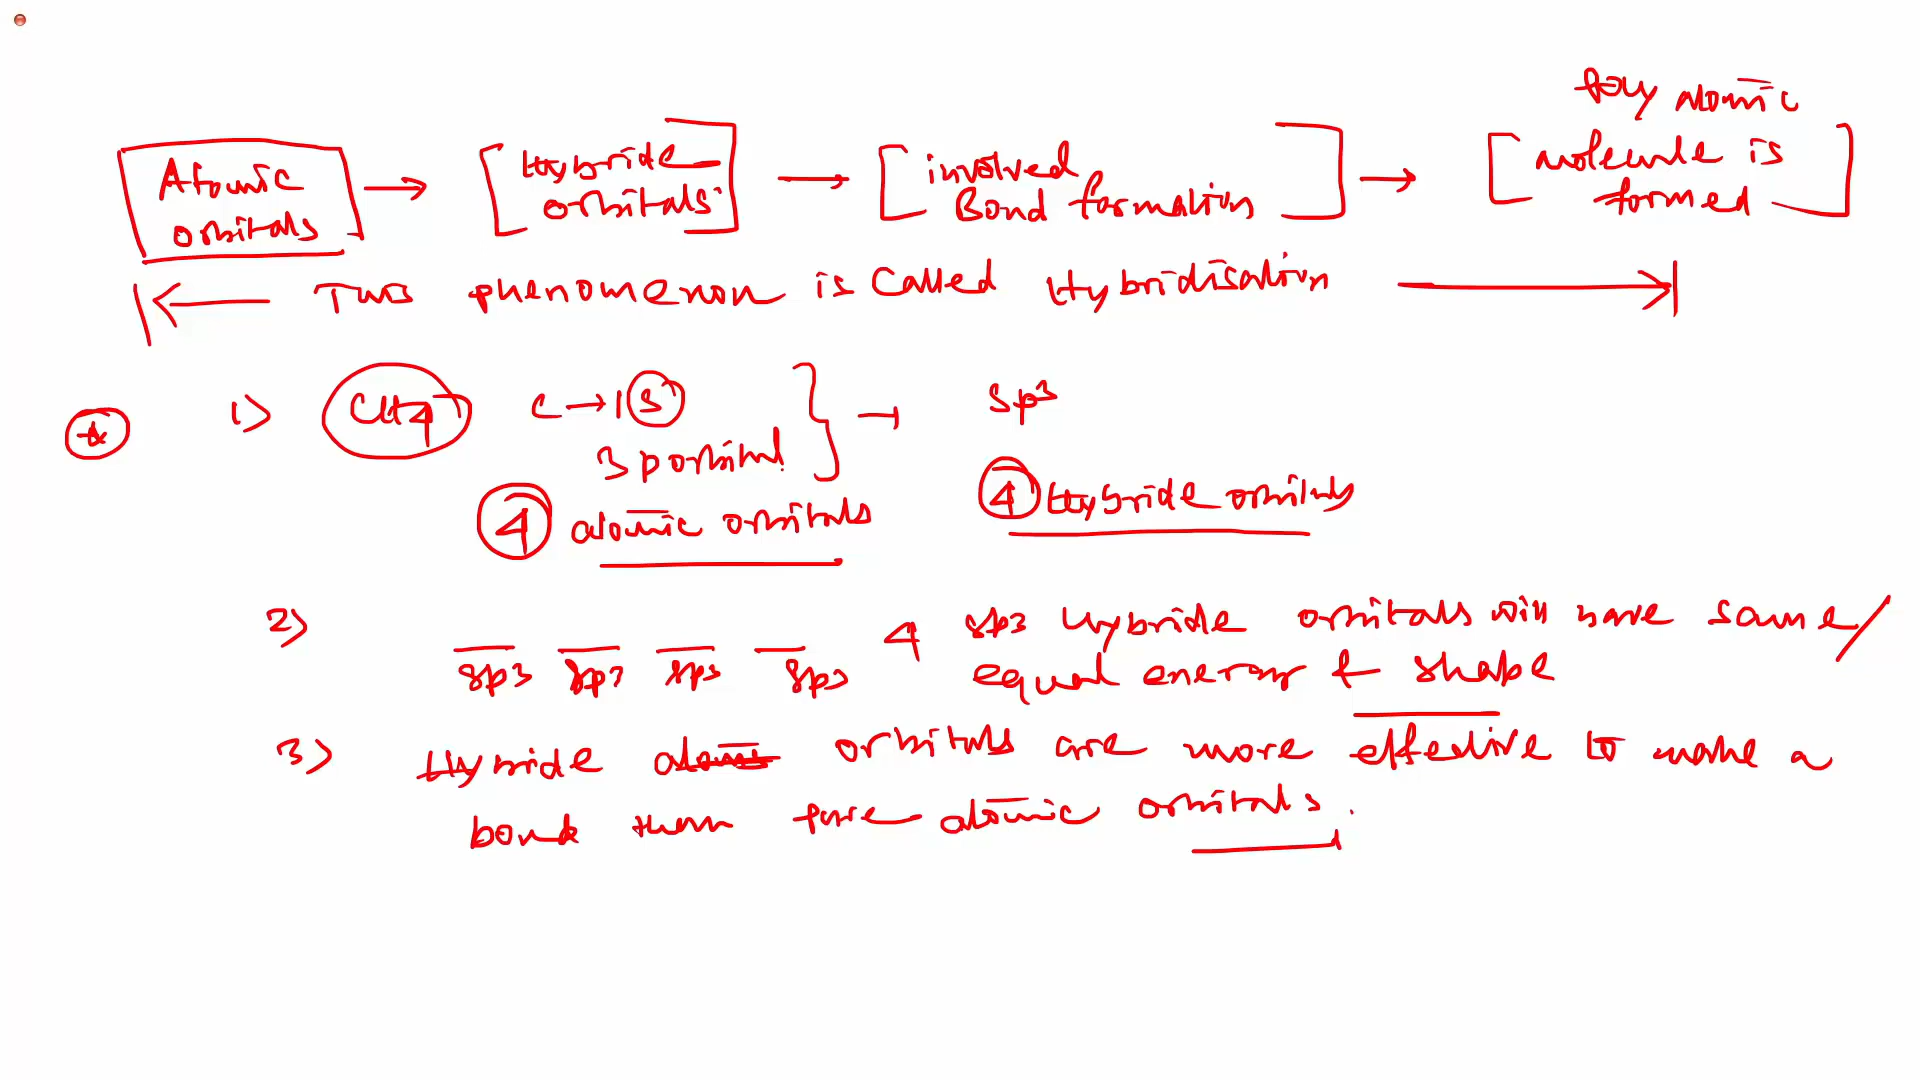 Atomic orbitals → Hybride orbitals → involved Bond formation → Poly atomic molecule is formed
This phenomenon is called Hybridisation
1) CH4 C → 1 S
3 p orbital } → sp3
4 atomic orbitals
4 Hybride orbitals
2) sp3 sp3 sp3 sp3 4 sp3 Hybride orbitals will have same/
equal energy & shape
3) Hybride orbitals are more effective to make a
bond than pure atomic orbitals.